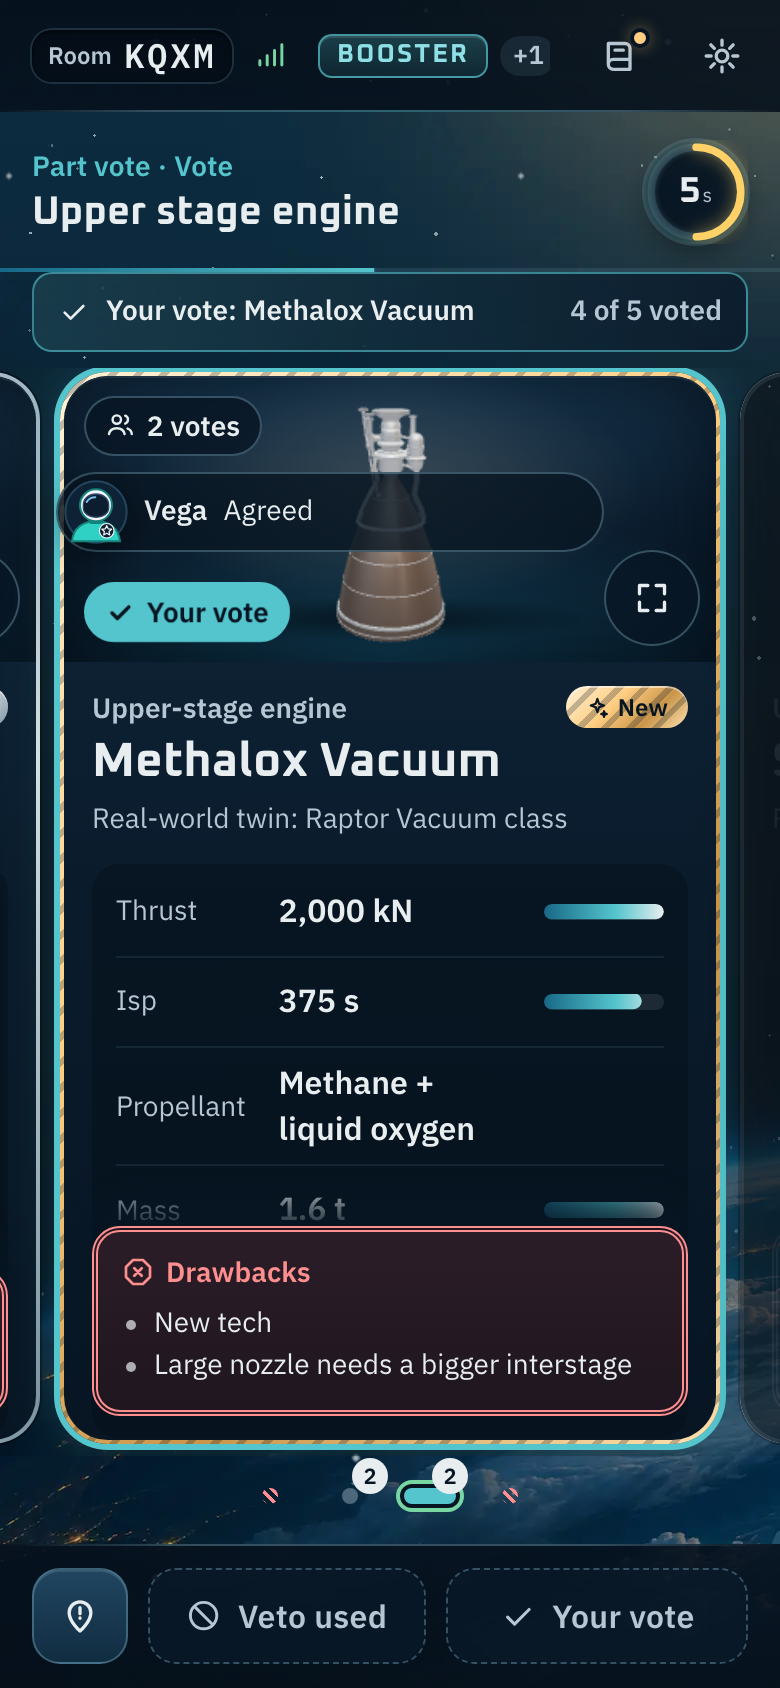 Room KQXM
BOOSTER
+1
Part vote · Vote
Upper stage engine
5 s
Your vote: Methalox Vacuum
4 of 5 voted
2 votes
Vega Agreed
Your vote
Upper-stage engine
New
Methalox Vacuum
Real-world twin: Raptor Vacuum class
Thrust 2,000 kN
Isp 375 s
Propellant Methane +
liquid oxygen
Mass 1.6 t
Drawbacks
New tech
Large nozzle needs a bigger interstage
2
2
Veto used
Your vote